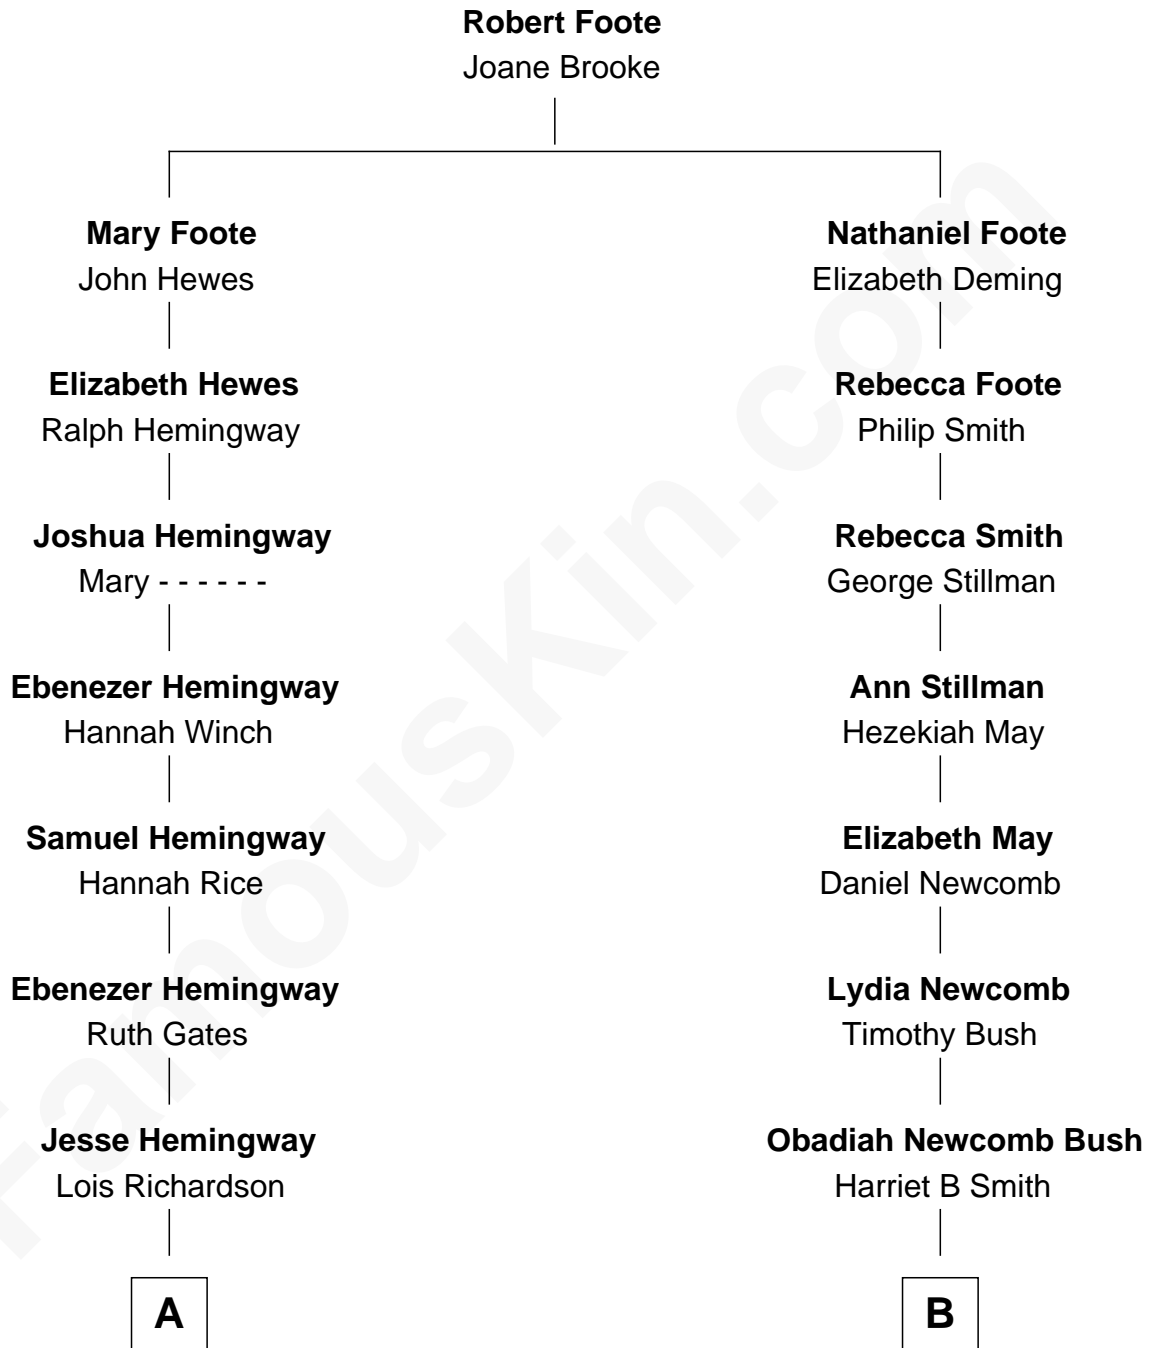 Robert Foote
Joane Brooke
Mary Foote
John Hewes
Nathaniel Foote
Elizabeth Deming
Elizabeth Hewes
Ralph Hemingway
Rebecca Foote
Philip Smith
Joshua Hemingway
Mary - - - - - -
Rebecca Smith
George Stillman
Ebenezer Hemingway
Hannah Winch
Ann Stillman
Hezekiah May
Samuel Hemingway
Hannah Rice
Elizabeth May
Daniel Newcomb
Ebenezer Hemingway
Ruth Gates
Lydia Newcomb
Timothy Bush
Jesse Hemingway
Lois Richardson
Obadiah Newcomb Bush
Harriet B Smith
A
B
FamousKin.com